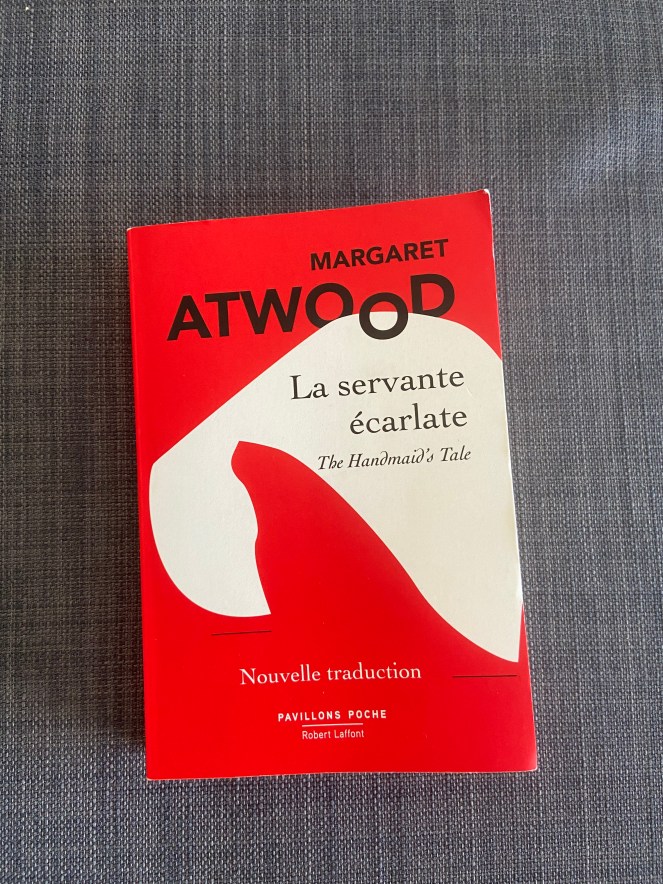 MARGARET
ATWOOD
La servante
écarlate
The Handmaid's Tale
Nouvelle traduction
PAVILLONS POCHE
Robert Laffont